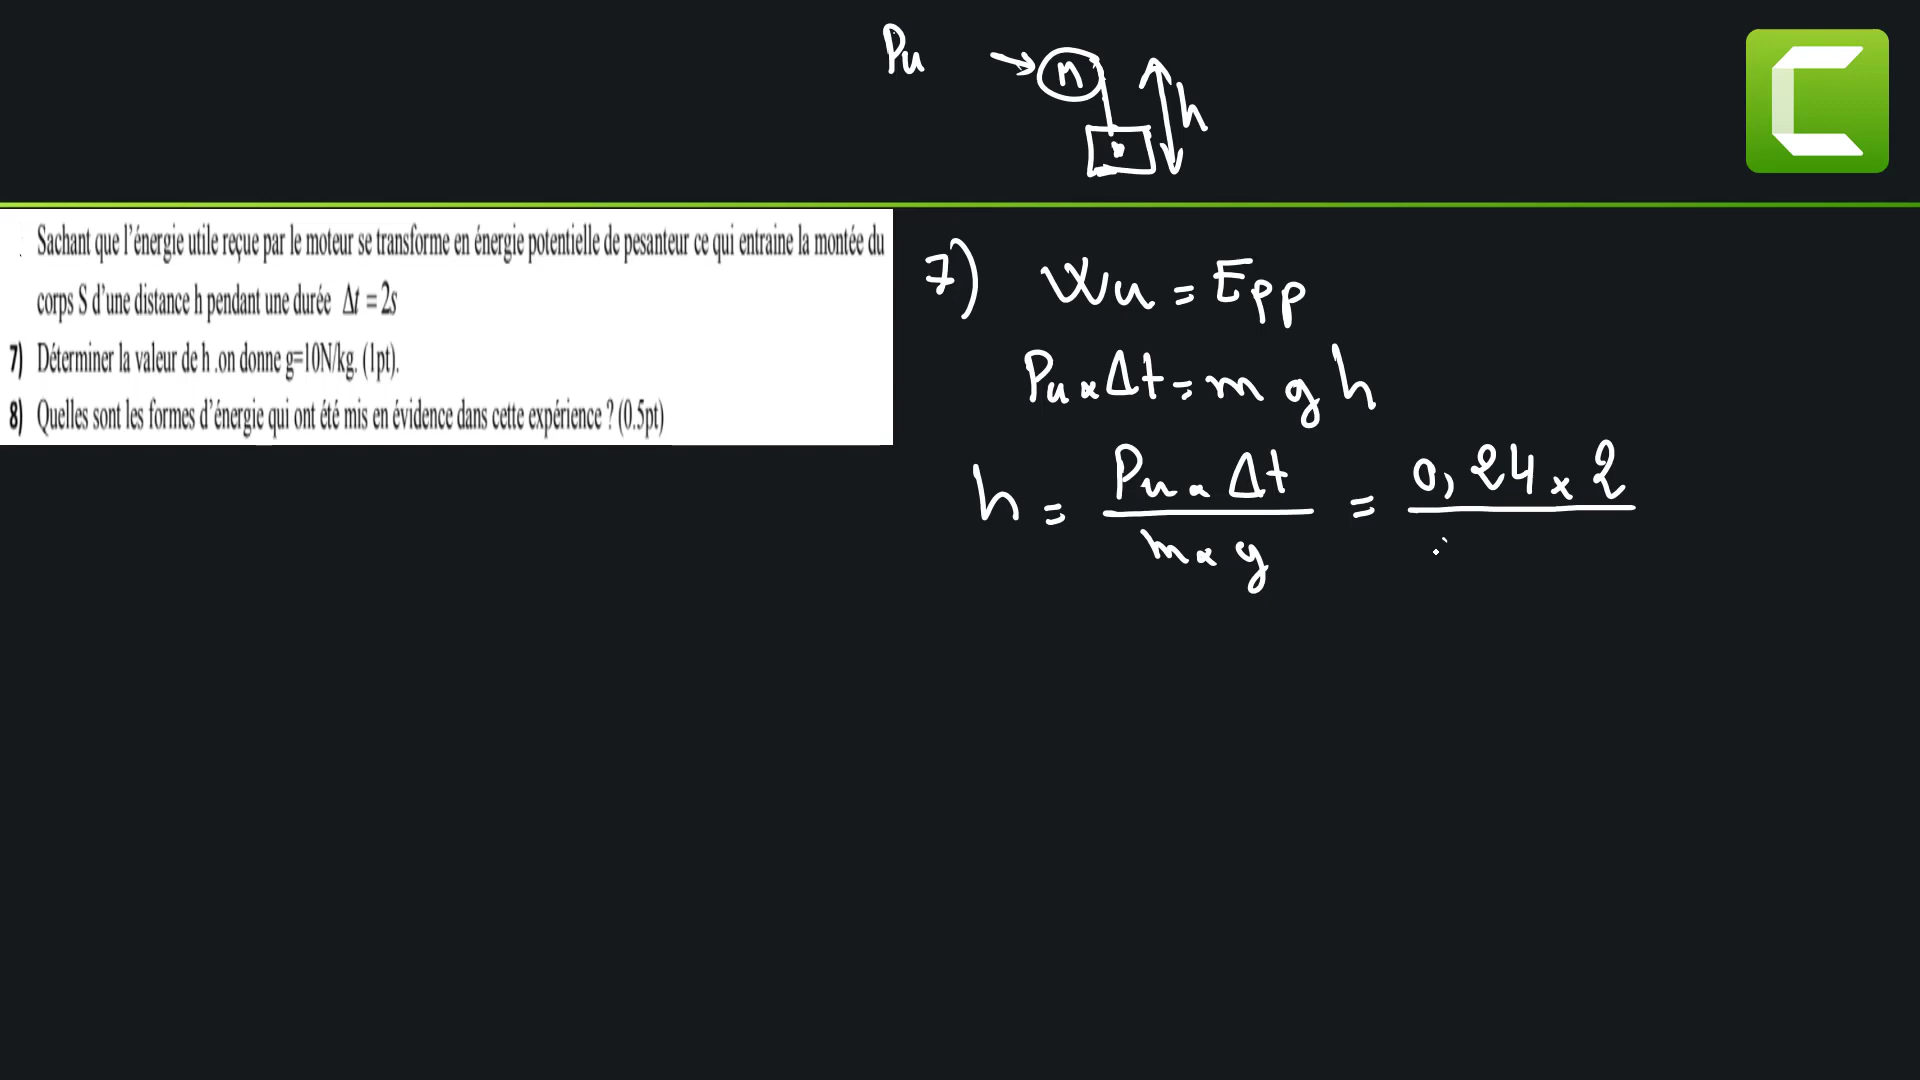 Pu → M h
Sachant que l'énergie utile reçue par le moteur se transforme en énergie potentielle de pesanteur ce qui entraine la montée du
corps S d'une distance h pendant une durée Δt = 2s
7) Déterminer la valeur de h .on donne g=10N/kg. (1pt).
8) Quelles sont les formes d'énergie qui ont été mis en évidence dans cette expérience ? (0.5pt)
7) Wu = Epp
Pu × Δt = m g h
h = Pu × Δt / m × g = 0,24 × 2 /